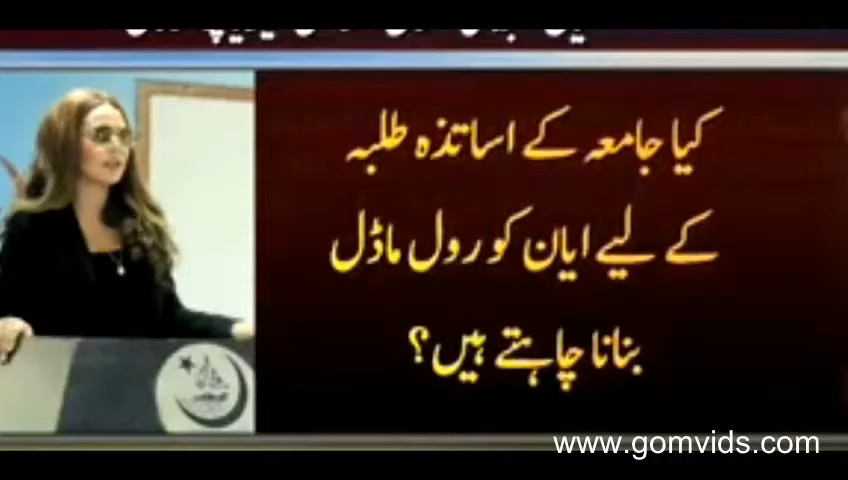 کیا جامعہ کے اساتذہ طلبہ
کے لیے ایان کو رول ماڈل
بنانا چاہتے ہیں؟
www.gomvids.com